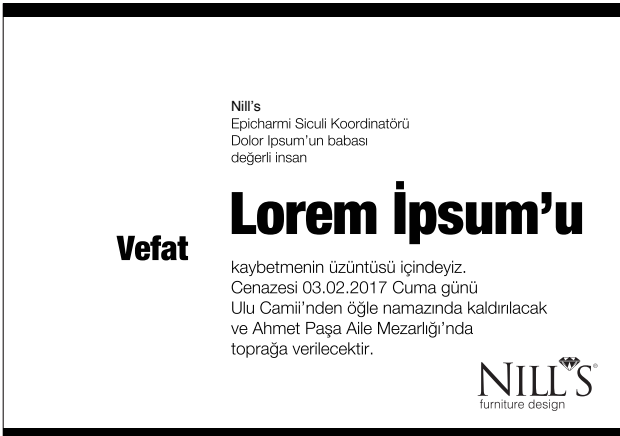 Nill's
Epicharmi Siculi Koordinatörü
Dolor Ipsum'un babası
değerli insan
Lorem İpsum'u
Vefat
kaybetmenin üzüntüsü içindeyiz.
Cenazesi 03.02.2017 Cuma günü
Ulu Camii'nden öğle namazında kaldırılacak
ve Ahmet Paşa Aile Mezarlığı'nda
toprağa verilecektir.
NILL'S®
furniture design